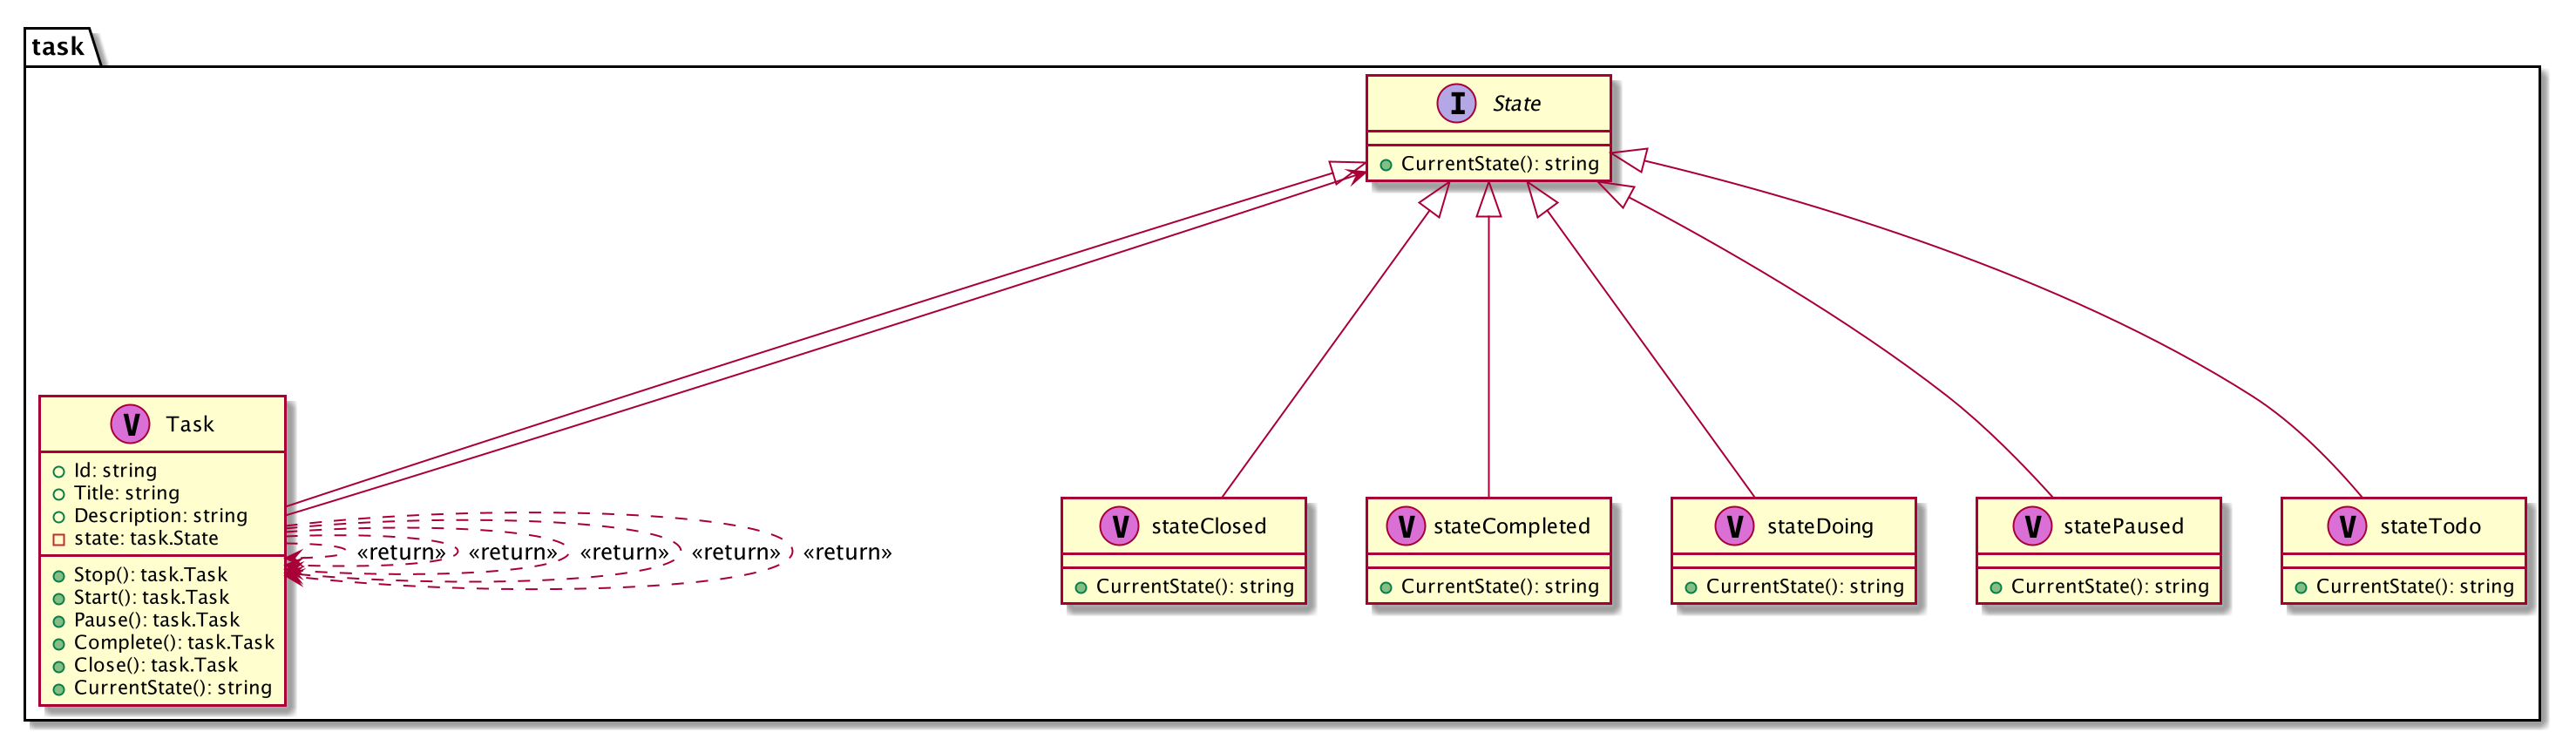 task
I State
CurrentState(): string
V Task
Id: string
Title: string
Description: string
state: task.State
Stop(): task.Task
Start(): task.Task
Pause(): task.Task
Complete(): task.Task
Close(): task.Task
CurrentState(): string
«return»
«return»
«return»
«return»
«return»
V stateClosed
CurrentState(): string
V stateCompleted
CurrentState(): string
V stateDoing
CurrentState(): string
V statePaused
CurrentState(): string
V stateTodo
CurrentState(): string